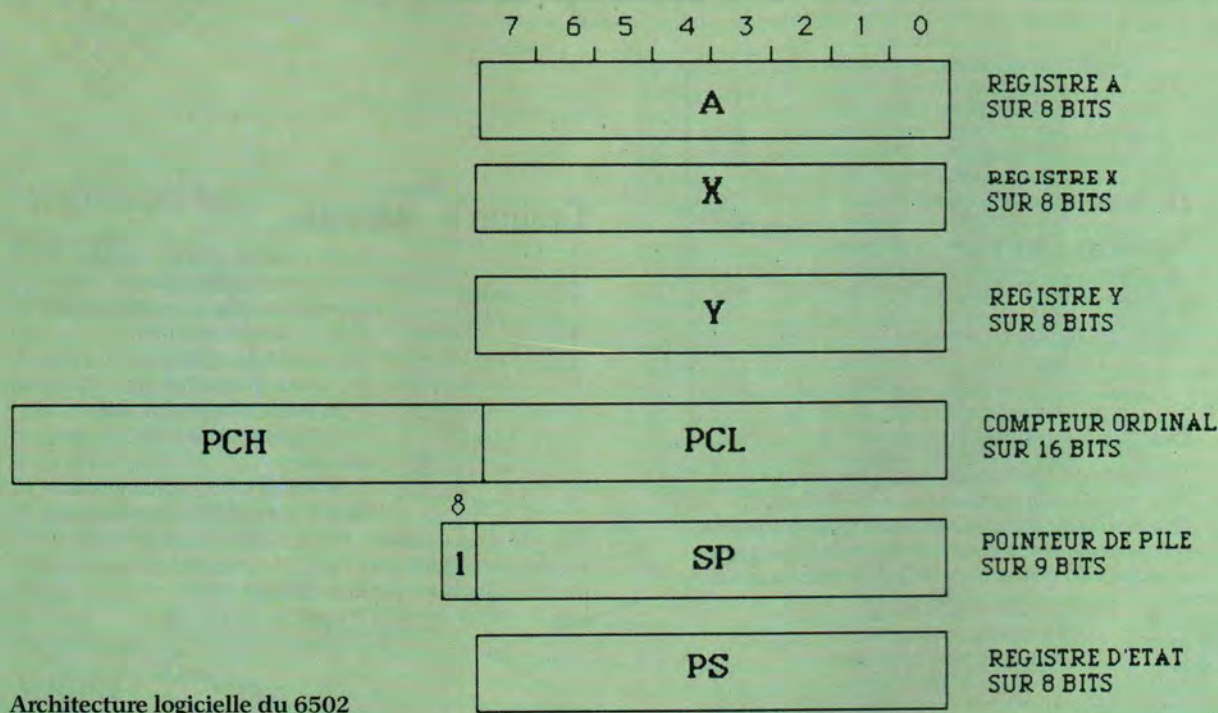 7 6 5 4 3 2 1 0
A
REGISTRE A
SUR 8 BITS
X
REGISTRE X
SUR 8 BITS
Y
REGISTRE Y
SUR 8 BITS
PCH
PCL
COMPTEUR ORDINAL
SUR 16 BITS
8
1
SP
POINTEUR DE PILE
SUR 9 BITS
PS
REGISTRE D'ETAT
SUR 8 BITS
Architecture logicielle du 6502